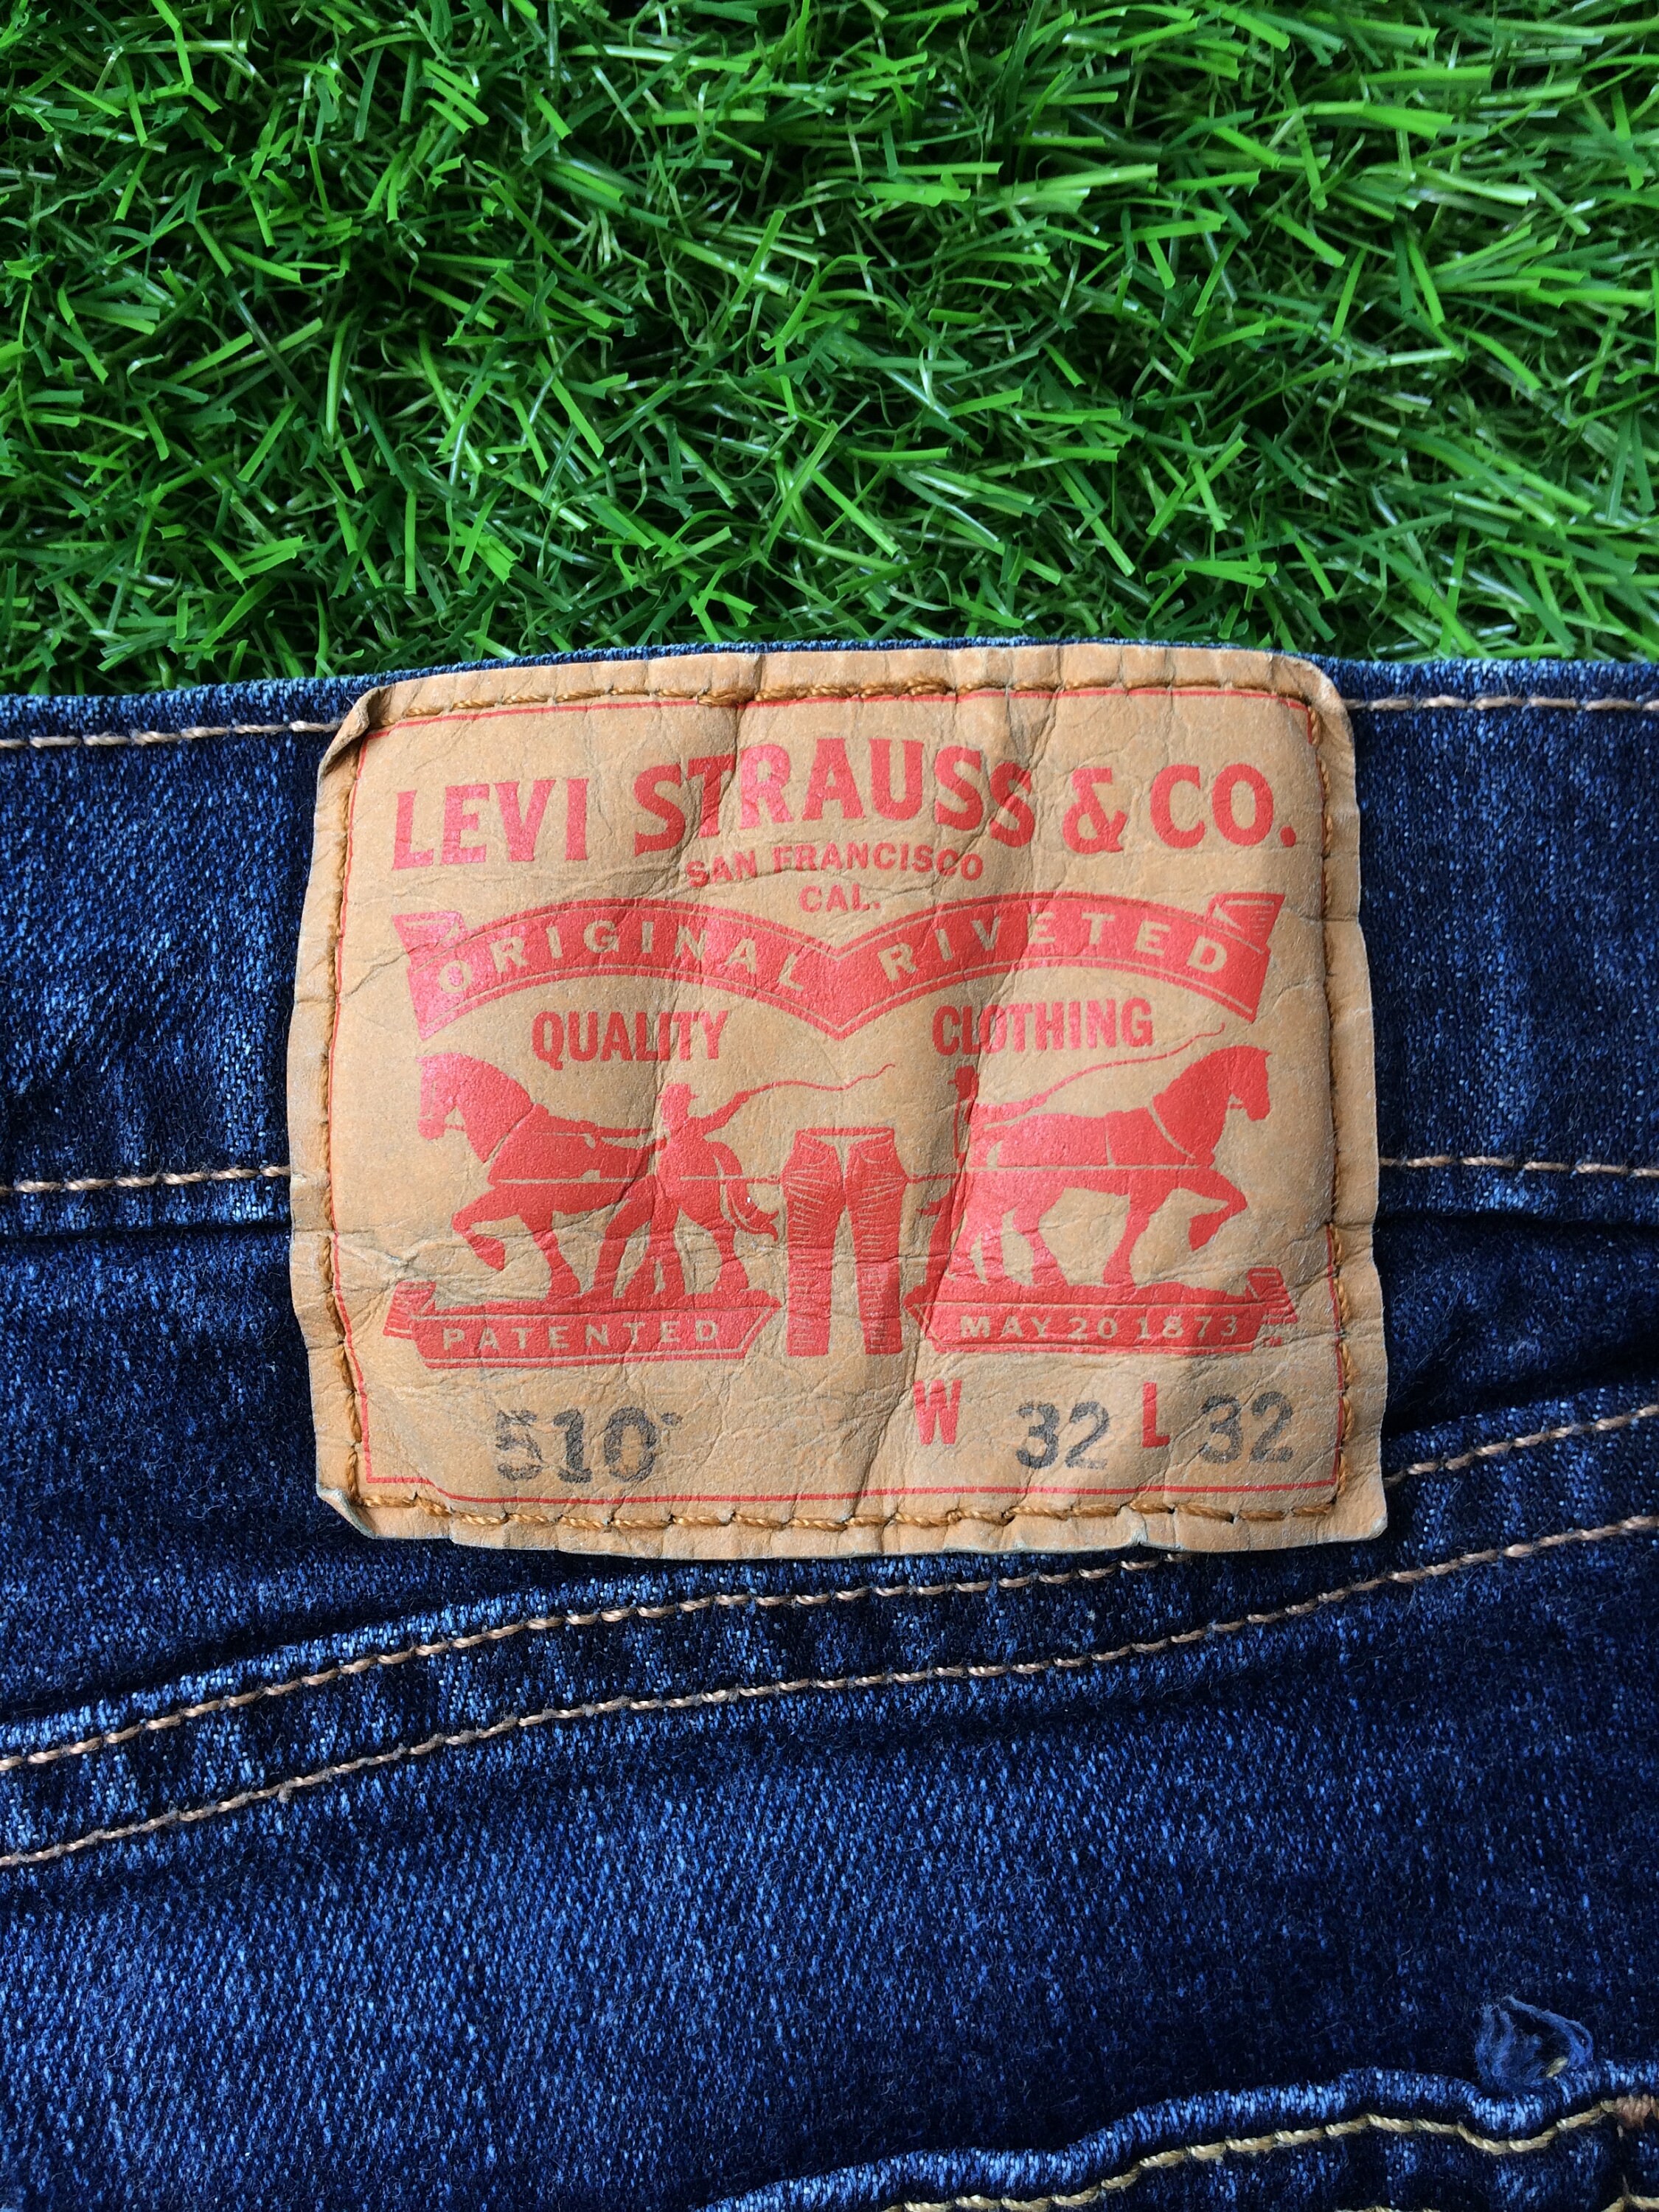 LEVI STRAUSS & CO.
SAN FRANCISCO
CAL.
ORIGINAL RIVETED
QUALITY CLOTHING
PATENTED MAY 20 1873
510 W 32 L 32